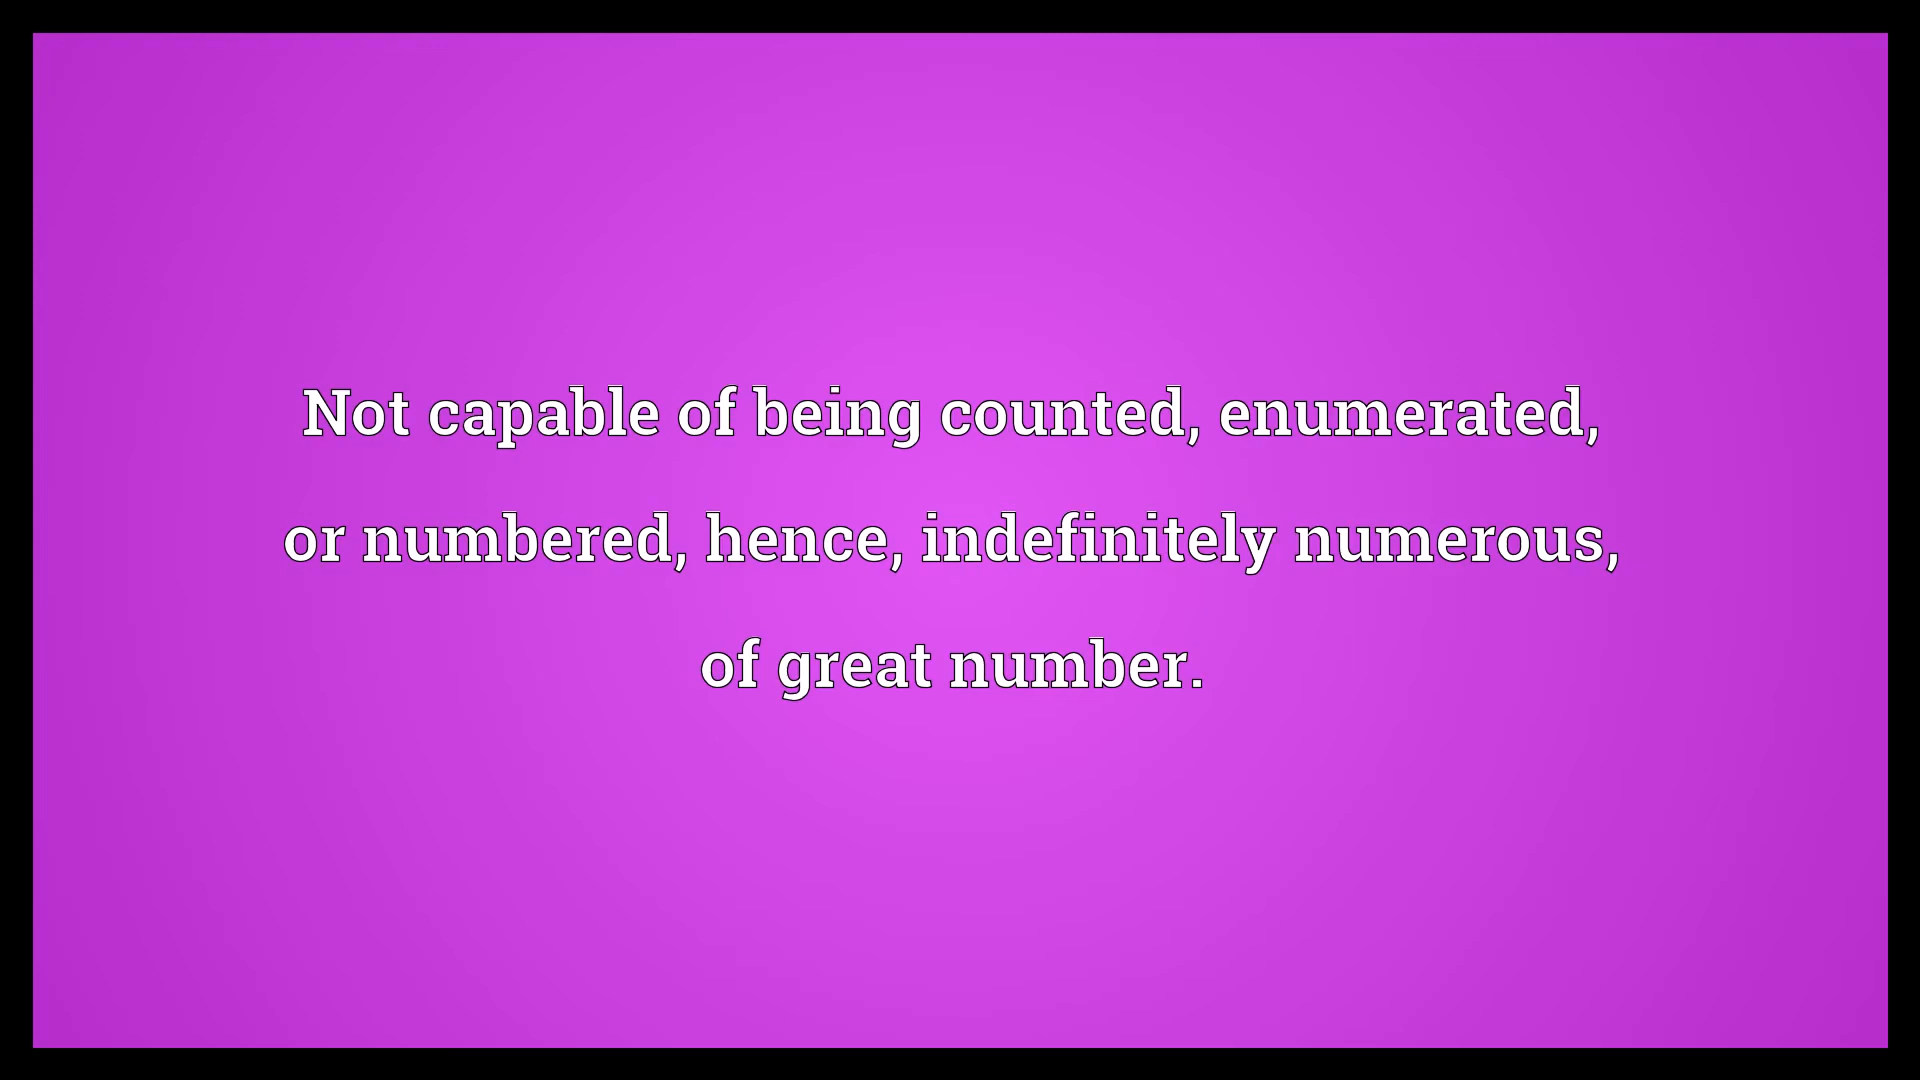 Not capable of being counted, enumerated,
or numbered, hence, indefinitely numerous,
of great number.